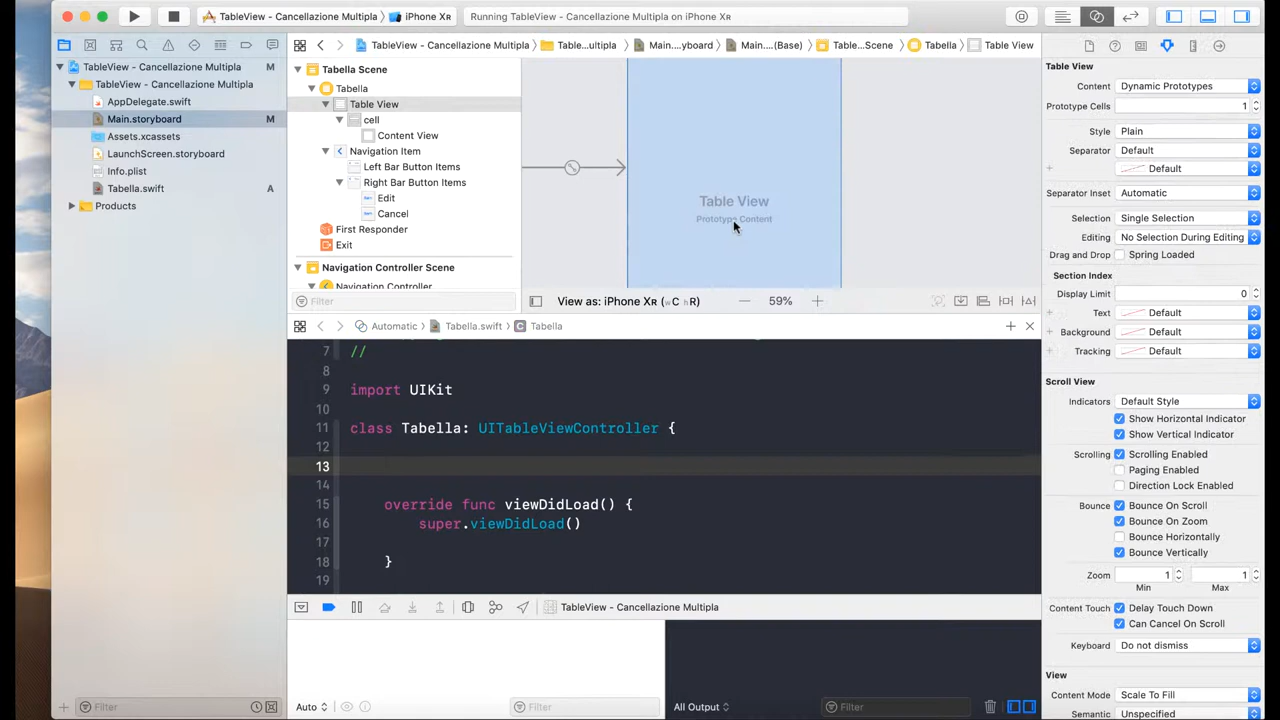 TableView - Cancellazione Multipla
iPhone XR
Running TableView - Cancellazione Multipla on iPhone XR
TableView - Cancellazione Multipla
Table...ultipla
Main....yboard
Main....(Base)
Table...Scene
Tabella
Table View
TableView - Cancellazione Multipla M
TableView - Cancellazione Multipla
AppDelegate.swift
Main.storyboard M
Assets.xcassets
LaunchScreen.storyboard
Info.plist
Tabella.swift A
Products
Filter
Tabella Scene
Tabella
Table View
cell
Content View
Navigation Item
Left Bar Button Items
Right Bar Button Items
Edit
Cancel
First Responder
Exit
Navigation Controller Scene
Navigation Controller
Filter
Table View
Prototype Content
View as: iPhone XR (wC hR)
59%
Automatic
Tabella.swift
Tabella
7 //
8
9 import UIKit
10
11 class Tabella: UITableViewController {
12
13
14
15 override func viewDidLoad() {
16 super.viewDidLoad()
17
18 }
19
TableView - Cancellazione Multipla
Auto
Filter
All Output
Filter
Table View
Content Dynamic Prototypes
Prototype Cells 1
Style Plain
Separator Default
Default
Separator Inset Automatic
Selection Single Selection
Editing No Selection During Editing
Drag and Drop Spring Loaded
Section Index
Display Limit 0
Text Default
Background Default
Tracking Default
Scroll View
Indicators Default Style
Show Horizontal Indicator
Show Vertical Indicator
Scrolling Scrolling Enabled
Paging Enabled
Direction Lock Enabled
Bounce Bounce On Scroll
Bounce On Zoom
Bounce Horizontally
Bounce Vertically
Zoom 1 1
Min Max
Content Touch Delay Touch Down
Can Cancel On Scroll
Keyboard Do not dismiss
View
Content Mode Scale To Fill
Semantic Unspecified